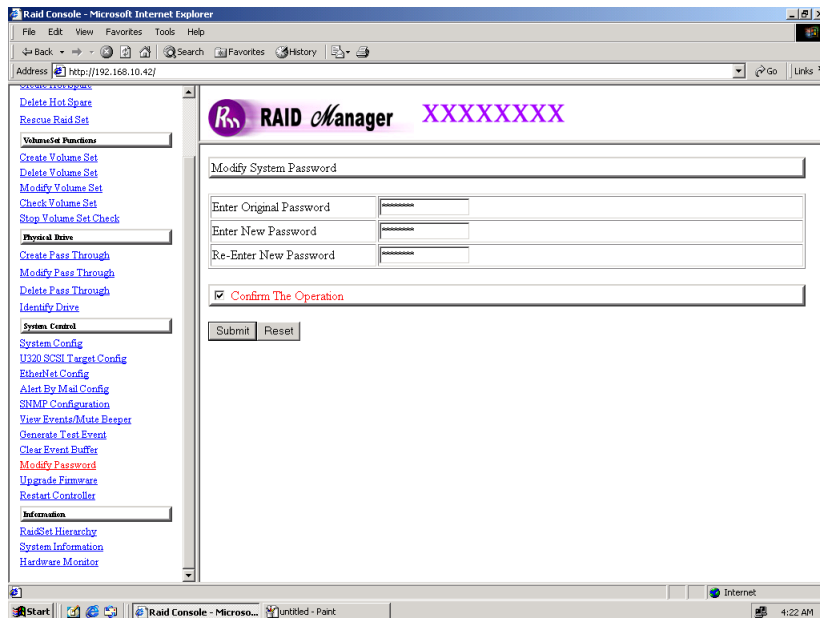 Raid Console - Microsoft Internet Explorer
File Edit View Favorites Tools Help
Back Search Favorites History
Address http://192.168.10.42/ Go Links
Delete Hot Spare
Rescue Raid Set
VolumeSet Functions
Create Volume Set
Delete Volume Set
Modify Volume Set
Check Volume Set
Stop Volume Set Check
Physical Drive
Create Pass Through
Modify Pass Through
Delete Pass Through
Identify Drive
System Control
System Config
U320 SCSI Target Config
EtherNet Config
Alert By Mail Config
SNMP Configuration
View Events/Mute Beeper
Generate Test Event
Clear Event Buffer
Modify Password
Upgrade Firmware
Restart Controller
Information
RaidSet Hierarchy
System Information
Hardware Monitor
RAID Manager XXXXXXXX
Modify System Password
Enter Original Password ********
Enter New Password ********
Re-Enter New Password ********
Confirm The Operation
Submit Reset
Internet
Start Raid Console - Microso... untitled - Paint 4:22 AM